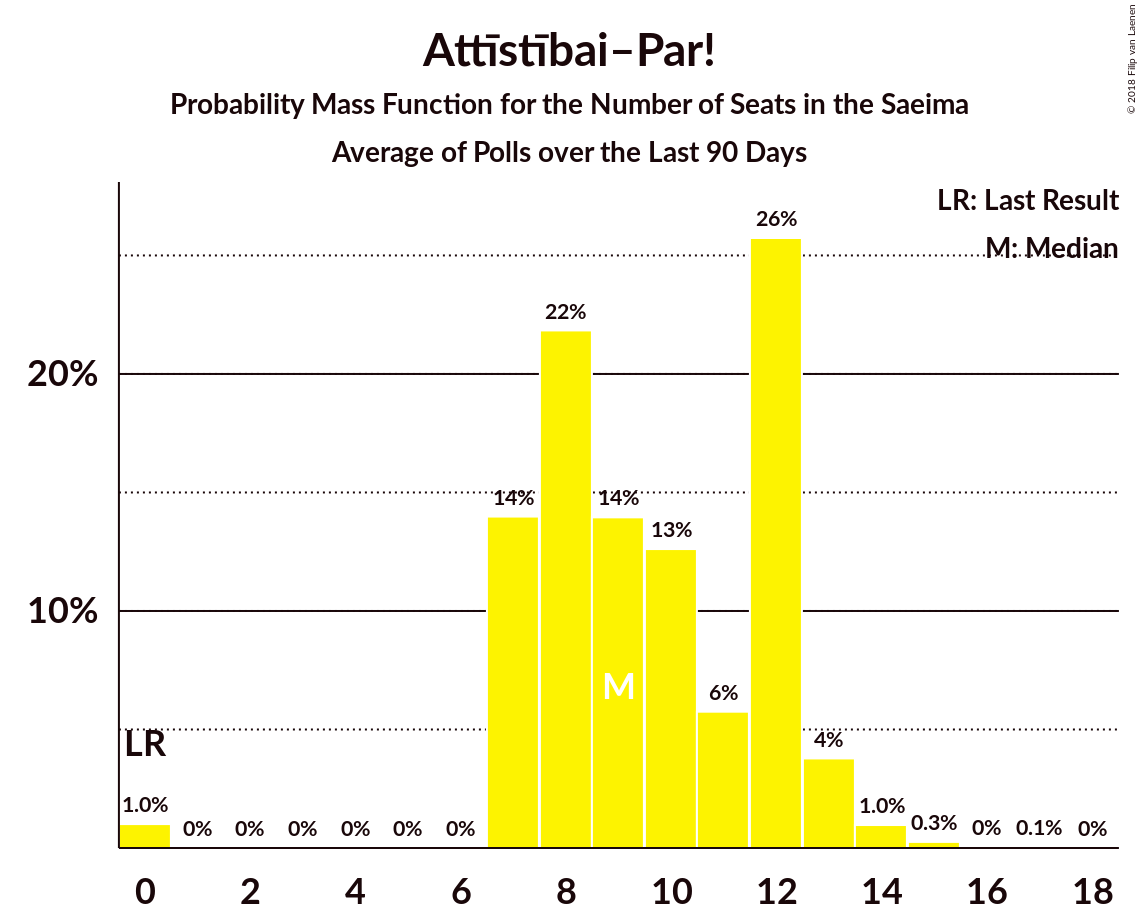 Attīstībai–Par!
Probability Mass Function for the Number of Seats in the Saeima
Average of Polls over the Last 90 Days
© 2018 Filip van Laenen
LR: Last Result
M: Median
26%
22%
20%
14% 14%
13%
10%
M
6%
LR
4%
1.0% 0% 0% 0% 0% 0% 0% 1.0% 0.3% 0% 0.1% 0%
0 2 4 6 8 10 12 14 16 18